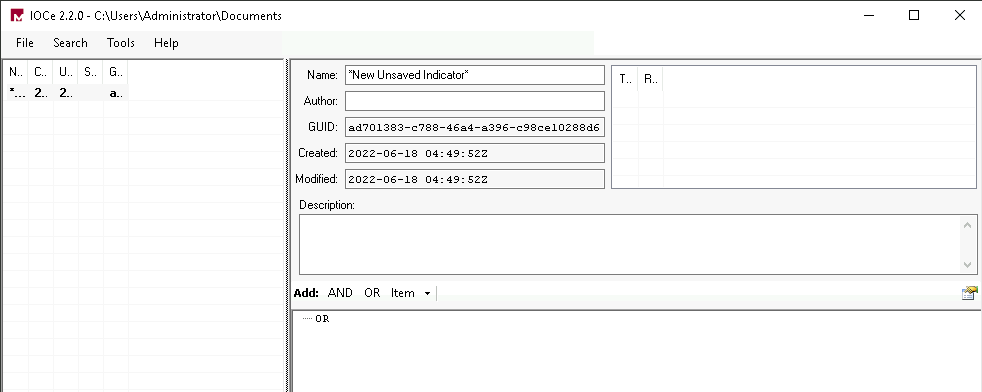 IOCe 2.2.0 - C:\Users\Administrator\Documents
File Search Tools Help
N.. C.. U.. S.. G..
*... 2.. 2.. a..
Name: *New Unsaved Indicator*
Author:
GUID: ad701383-c788-46a4-a396-c98ce10288d6
Created: 2022-06-18 04:49:52Z
Modified: 2022-06-18 04:49:52Z
T.. R..
Description:
Add: AND OR Item
OR